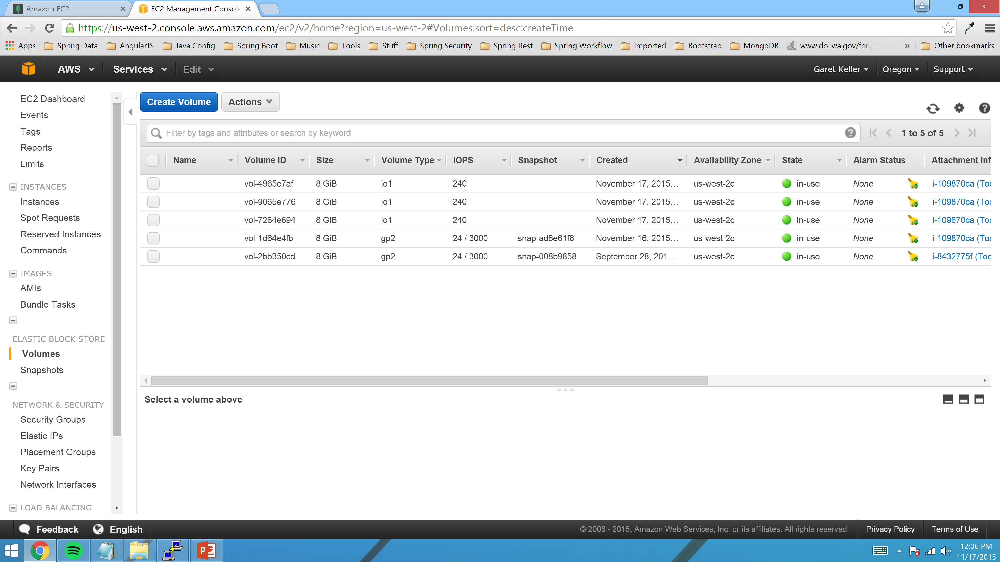 Amazon EC2
EC2 Management Console
https://us-west-2.console.aws.amazon.com/ec2/v2/home?region=us-west-2#Volumes:sort=desc:createTime
Apps Spring Data AngularJS Java Config Spring Boot Music Tools Stuff Spring Security Spring Rest Spring Workflow Imported Bootstrap MongoDB www.dol.wa.gov/for... » Other bookmarks
AWS Services Edit Garet Keller Oregon Support
EC2 Dashboard
Events
Tags
Reports
Limits
INSTANCES
Instances
Spot Requests
Reserved Instances
Commands
IMAGES
AMIs
Bundle Tasks
ELASTIC BLOCK STORE
Volumes
Snapshots
NETWORK & SECURITY
Security Groups
Elastic IPs
Placement Groups
Key Pairs
Network Interfaces
LOAD BALANCING
Create Volume Actions
Filter by tags and attributes or search by keyword 1 to 5 of 5
Name Volume ID Size Volume Type IOPS Snapshot Created Availability Zone State Alarm Status Attachment Inf
vol-4965e7af 8 GiB io1 240 November 17, 2015… us-west-2c in-use None i-109870ca (Too
vol-9065e776 8 GiB io1 240 November 17, 2015… us-west-2c in-use None i-109870ca (Too
vol-7264e694 8 GiB io1 240 November 17, 2015… us-west-2c in-use None i-109870ca (Too
vol-1d64e4fb 8 GiB gp2 24 / 3000 snap-ad8e61f8 November 16, 2015… us-west-2c in-use None i-109870ca (Too
vol-2bb350cd 8 GiB gp2 24 / 3000 snap-008b9858 September 28, 201… us-west-2c in-use None i-8432775f (Too
Select a volume above
Feedback English © 2008 - 2015, Amazon Web Services, Inc. or its affiliates. All rights reserved. Privacy Policy Terms of Use
12:06 PM
11/17/2015